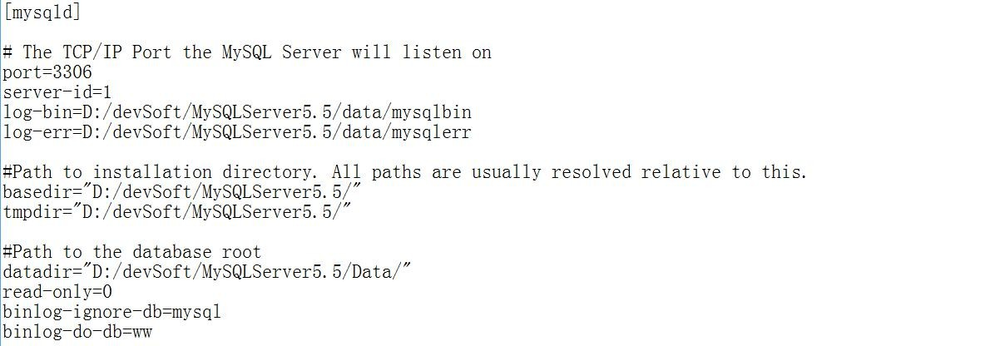 [mysqld]
# The TCP/IP Port the MySQL Server will listen on
port=3306
server-id=1
log-bin=D:/devSoft/MySQLServer5.5/data/mysqlbin
log-err=D:/devSoft/MySQLServer5.5/data/mysqlerr
#Path to installation directory. All paths are usually resolved relative to this.
basedir="D:/devSoft/MySQLServer5.5/"
tmpdir="D:/devSoft/MySQLServer5.5/"
#Path to the database root
datadir="D:/devSoft/MySQLServer5.5/Data/"
read-only=0
binlog-ignore-db=mysql
binlog-do-db=ww